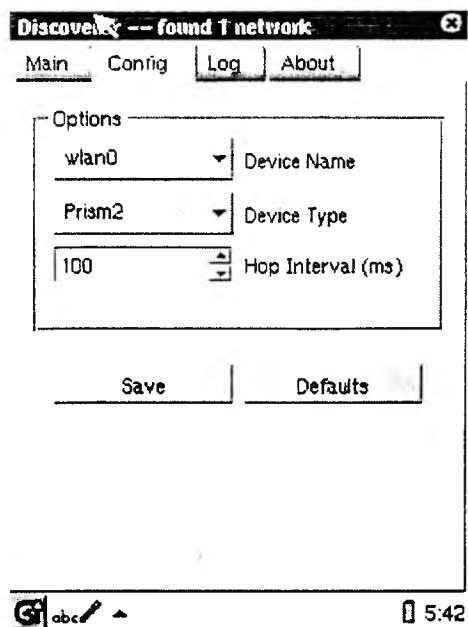 found 1 network
Main Config Log About
Options
wlan0 Device Name
Prism2 Device Type
100 Hop Interval (ms)
Save Defaults
abc 5:42